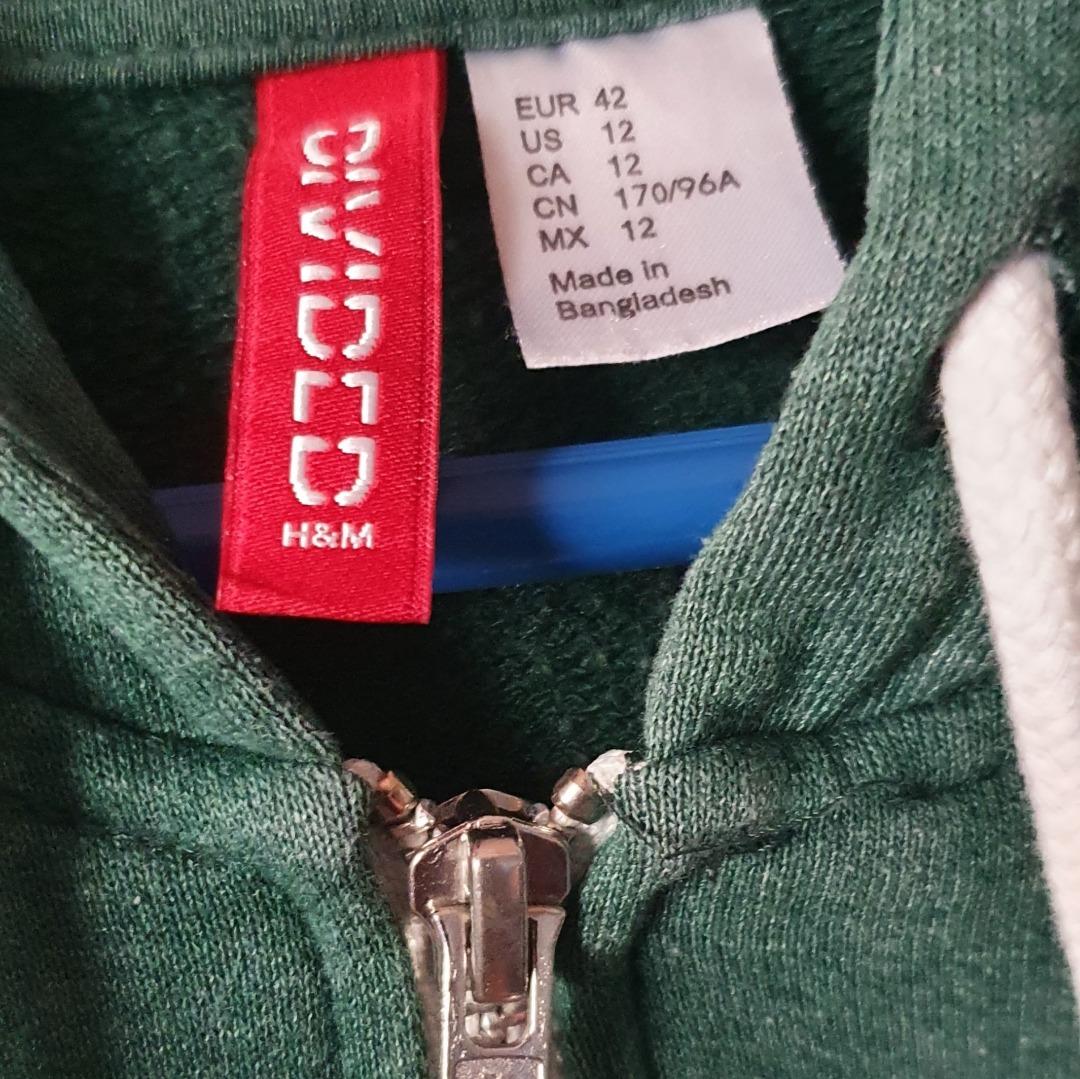 DIVIDED
H&M
EUR 42
US 12
CA 12
CN 170/96A
MX 12
Made in
Bangladesh